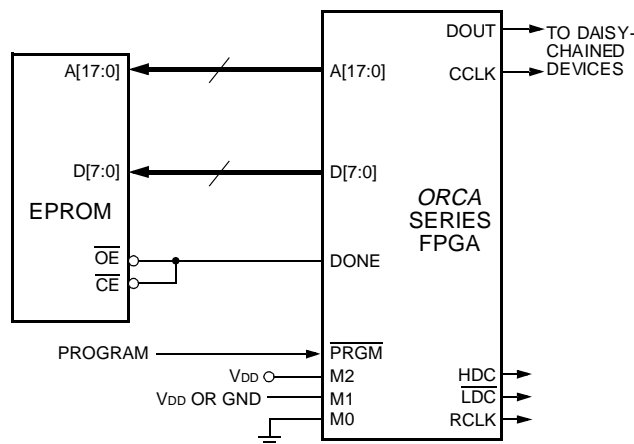 DOUT
TO DAISY-
CHAINED
DEVICES
A[17:0]
A[17:0]
CCLK
D[7:0]
D[7:0]
EPROM
ORCA
SERIES
FPGA
OE
DONE
CE
PROGRAM
PRGM
VDD
M2
HDC
VDD OR GND
M1
LDC
M0
RCLK